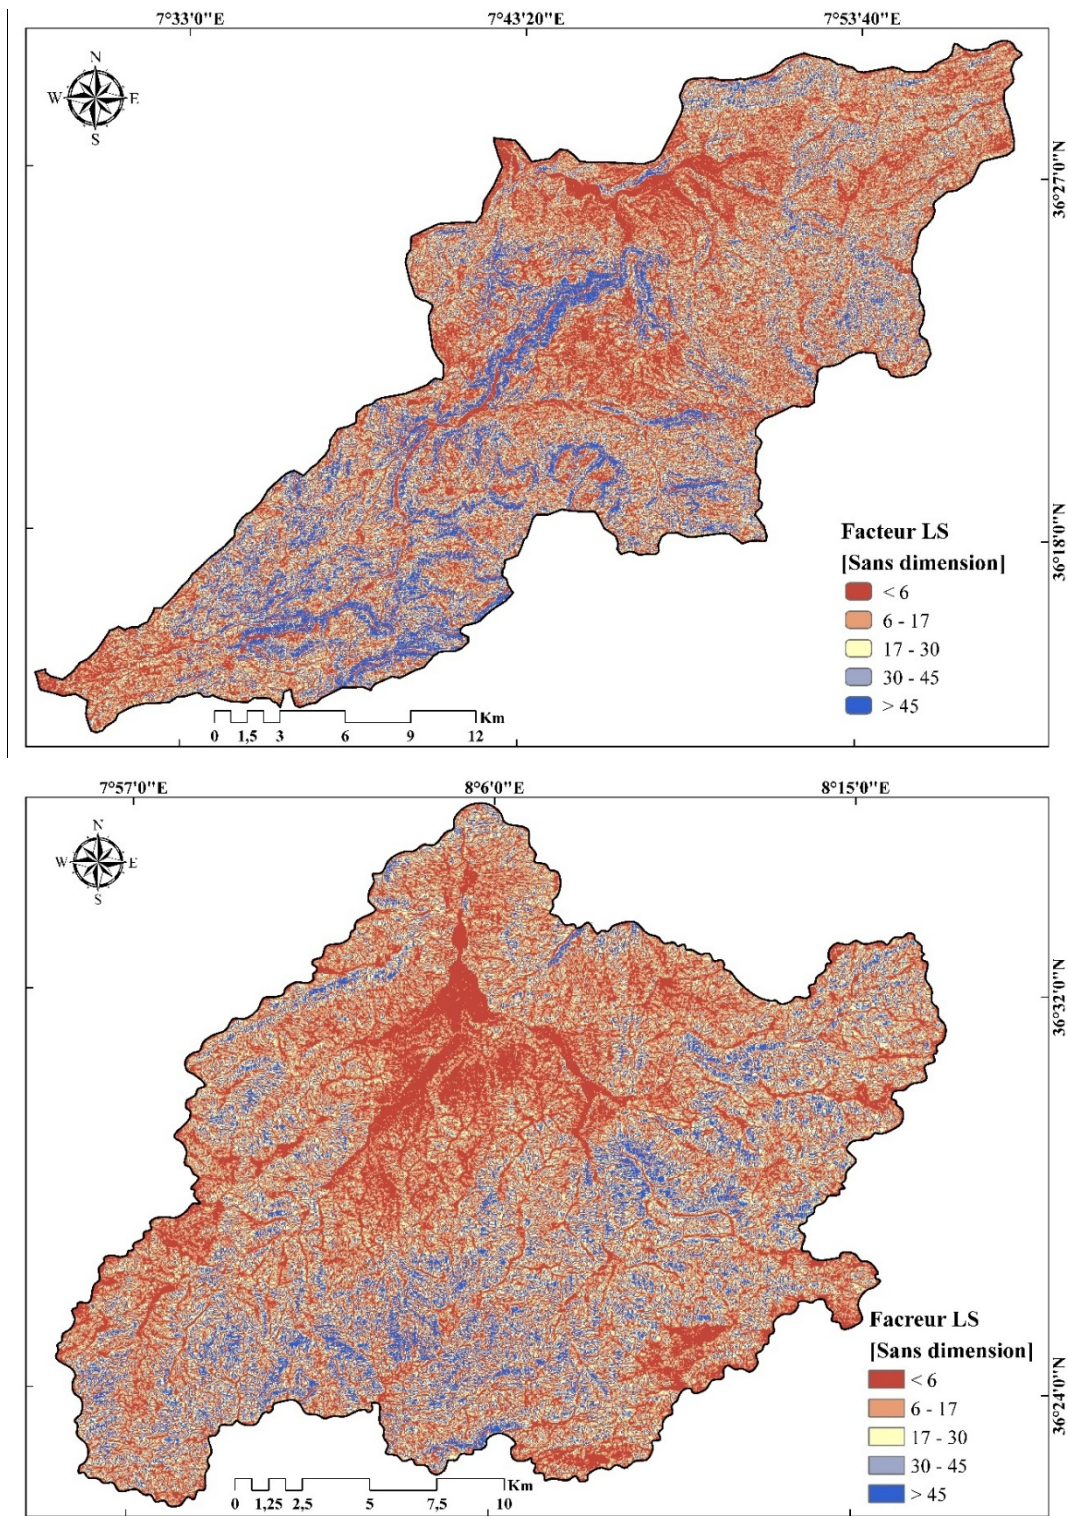 7°33'0"E 7°43'20"E 7°53'40"E
N
W E
S
36°27'0"N
36°18'0"N
Facteur LS
[Sans dimension]
< 6
6 - 17
17 - 30
30 - 45
> 45
Km
0 1,5 3 6 9 12
7°57'0"E 8°6'0"E 8°15'0"E
N
W E
S
36°32'0"N
36°24'0"N
Facreur LS
[Sans dimension]
< 6
6 - 17
17 - 30
30 - 45
> 45
Km
0 1,25 2,5 5 7,5 10